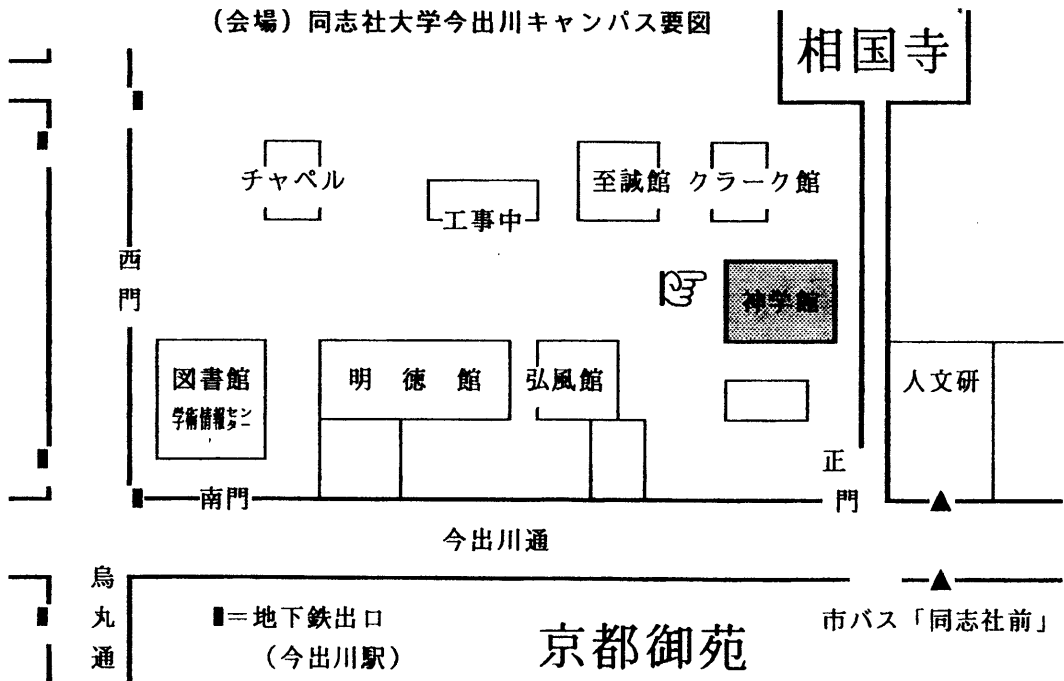 (会場)同志社大学今出川キャンパス要図
相国寺
チャペル
工事中
至誠館
クラーク館
西門
神学館
図書館
学術情報センター
明徳館
弘風館
人文研
正門
南門
今出川通
烏丸通
▮=地下鉄出口
(今出川駅)
京都御苑
市バス「同志社前」